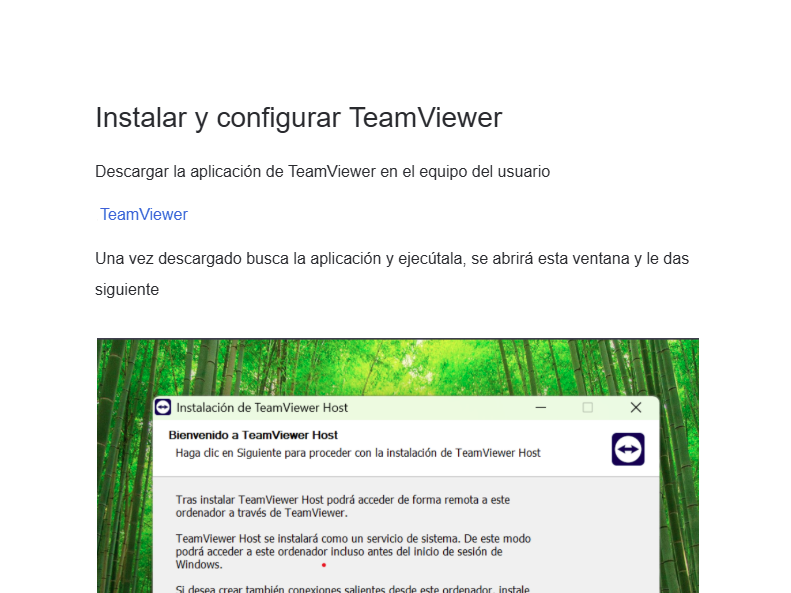 Instalar y configurar TeamViewer
Descargar la aplicación de TeamViewer en el equipo del usuario
TeamViewer
Una vez descargado busca la aplicación y ejecútala, se abrirá esta ventana y le das
siguiente
Instalación de TeamViewer Host
Bienvenido a TeamViewer Host
Haga clic en Siguiente para proceder con la instalación de TeamViewer Host
Tras instalar TeamViewer Host podrá acceder de forma remota a este
ordenador a través de TeamViewer.
TeamViewer Host se instalará como un servicio de sistema. De este modo
podrá acceder a este ordenador incluso antes del inicio de sesión de
Windows.
Si desea crear también conexiones salientes desde este ordenador, instale